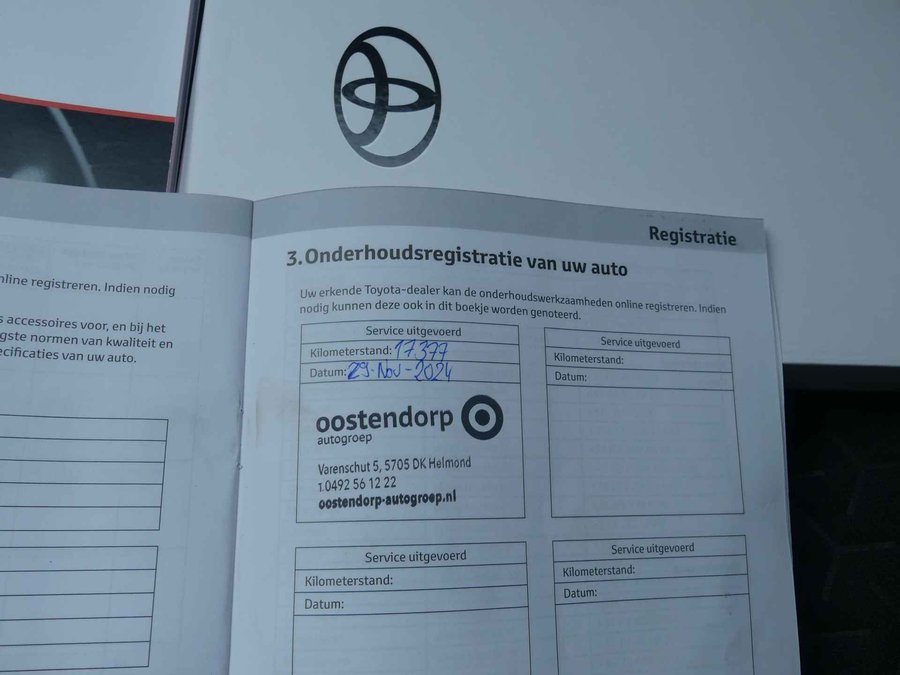 nline registreren. Indien nodig
s accessoires voor, en bij het
gste normen van kwaliteit en
ecificaties van uw auto.
Registratie
3. Onderhoudsregistratie van uw auto
Uw erkende Toyota-dealer kan de onderhoudswerkzaamheden online registreren. Indien
nodig kunnen deze ook in dit boekje worden genoteerd.
Service uitgevoerd
Kilometerstand: 17.377
Datum: 29-Nov-2024
oostendorp
autogroep
Varenschut 5, 5705 DK Helmond
T. 0492 56 12 22
oostendorp-autogroep.nl
Service uitgevoerd
Kilometerstand:
Datum:
Service uitgevoerd
Kilometerstand:
Datum:
Service uitgevoerd
Kilometerstand:
Datum: